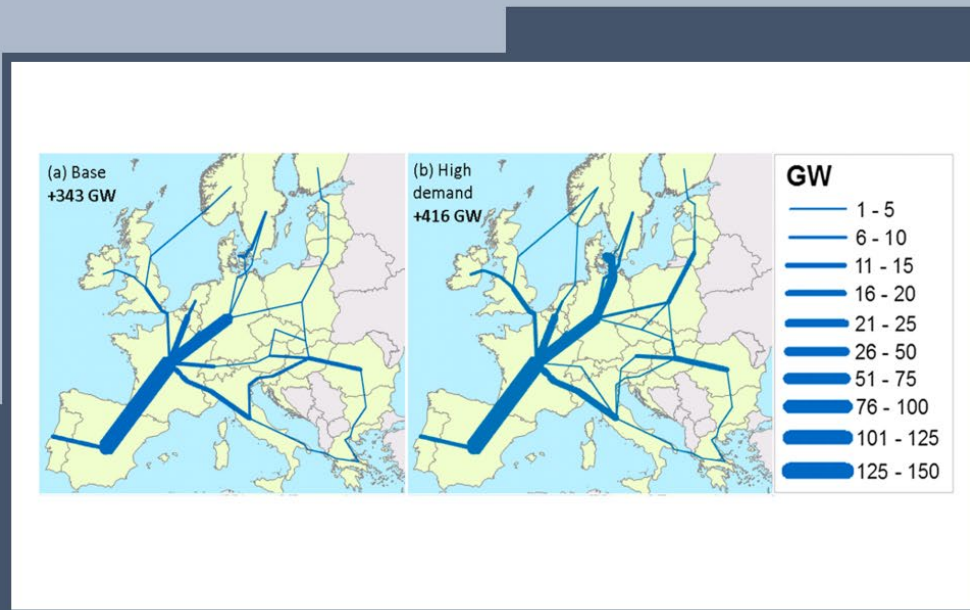 (a) Base
+343 GW
(b) High
demand
+416 GW
GW
1 - 5
6 - 10
11 - 15
16 - 20
21 - 25
26 - 50
51 - 75
76 - 100
101 - 125
125 - 150